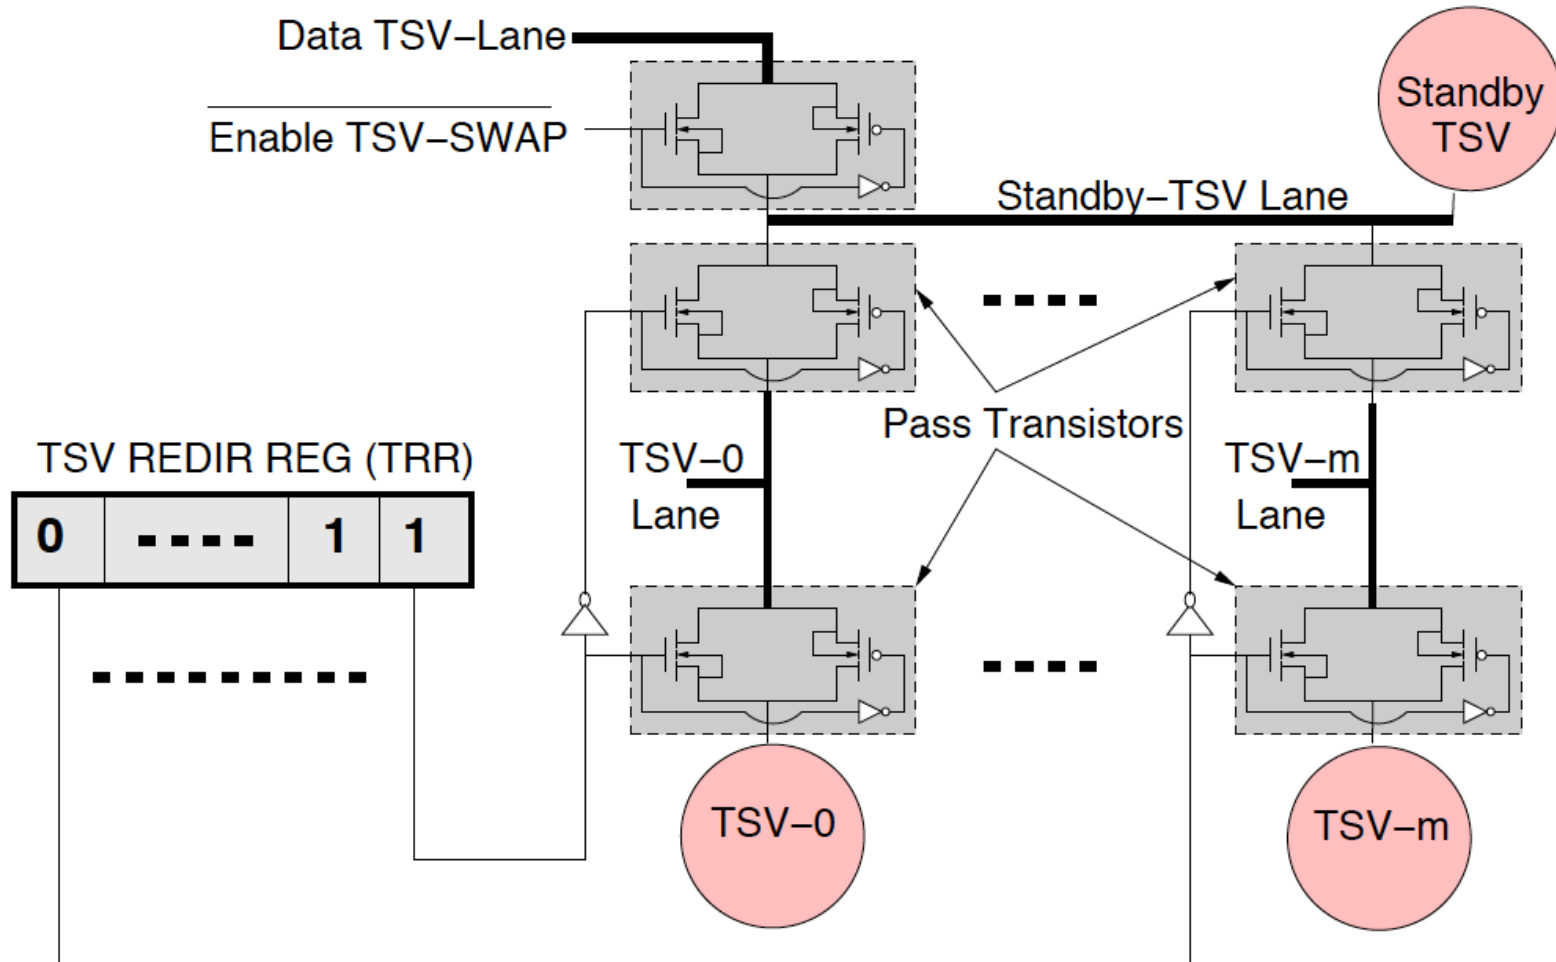 Data TSV−Lane
Enable TSV−SWAP
Standby
TSV
Standby−TSV Lane
Pass Transistors
TSV REDIR REG (TRR)
0 1 1
TSV−0
Lane
TSV−m
Lane
TSV−0
TSV−m